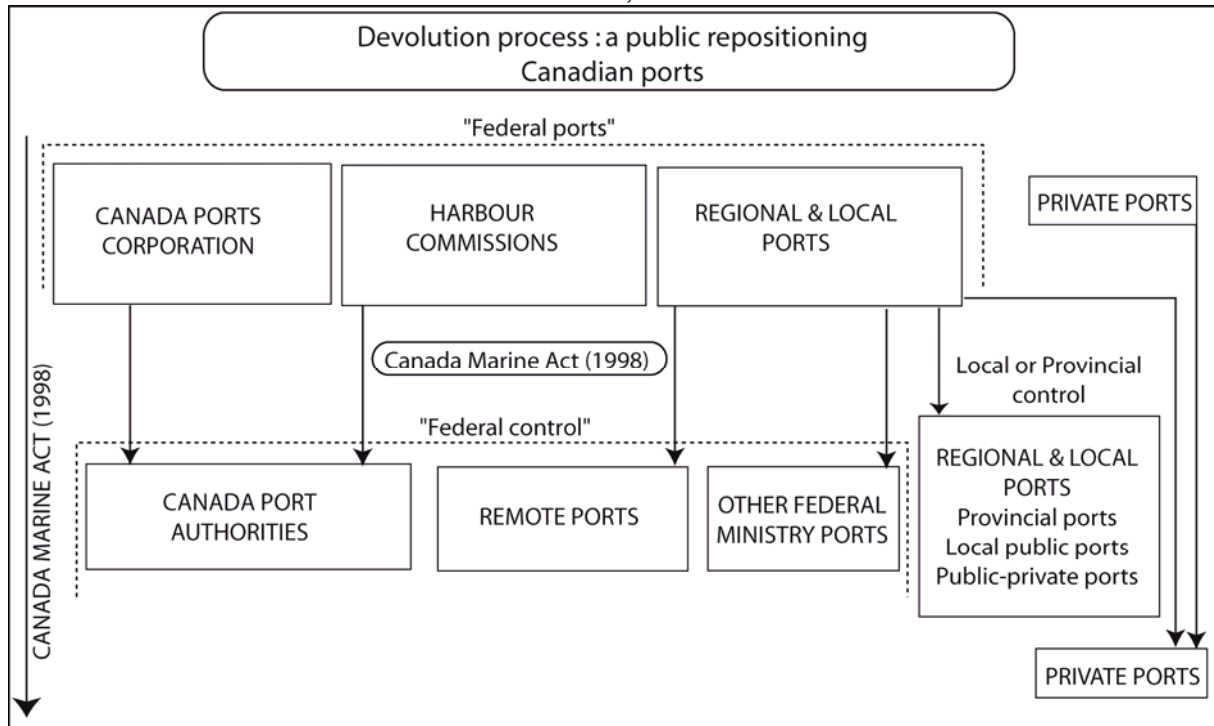 Devolution process : a public repositioning
Canadian ports
"Federal ports"
CANADA PORTS
CORPORATION
HARBOUR
COMMISSIONS
REGIONAL & LOCAL
PORTS
PRIVATE PORTS
CANADA MARINE ACT (1998)
Canada Marine Act (1998)
Local or Provincial
control
"Federal control"
CANADA PORT
AUTHORITIES
REMOTE PORTS
OTHER FEDERAL
MINISTRY PORTS
REGIONAL & LOCAL
PORTS
Provincial ports
Local public ports
Public-private ports
PRIVATE PORTS